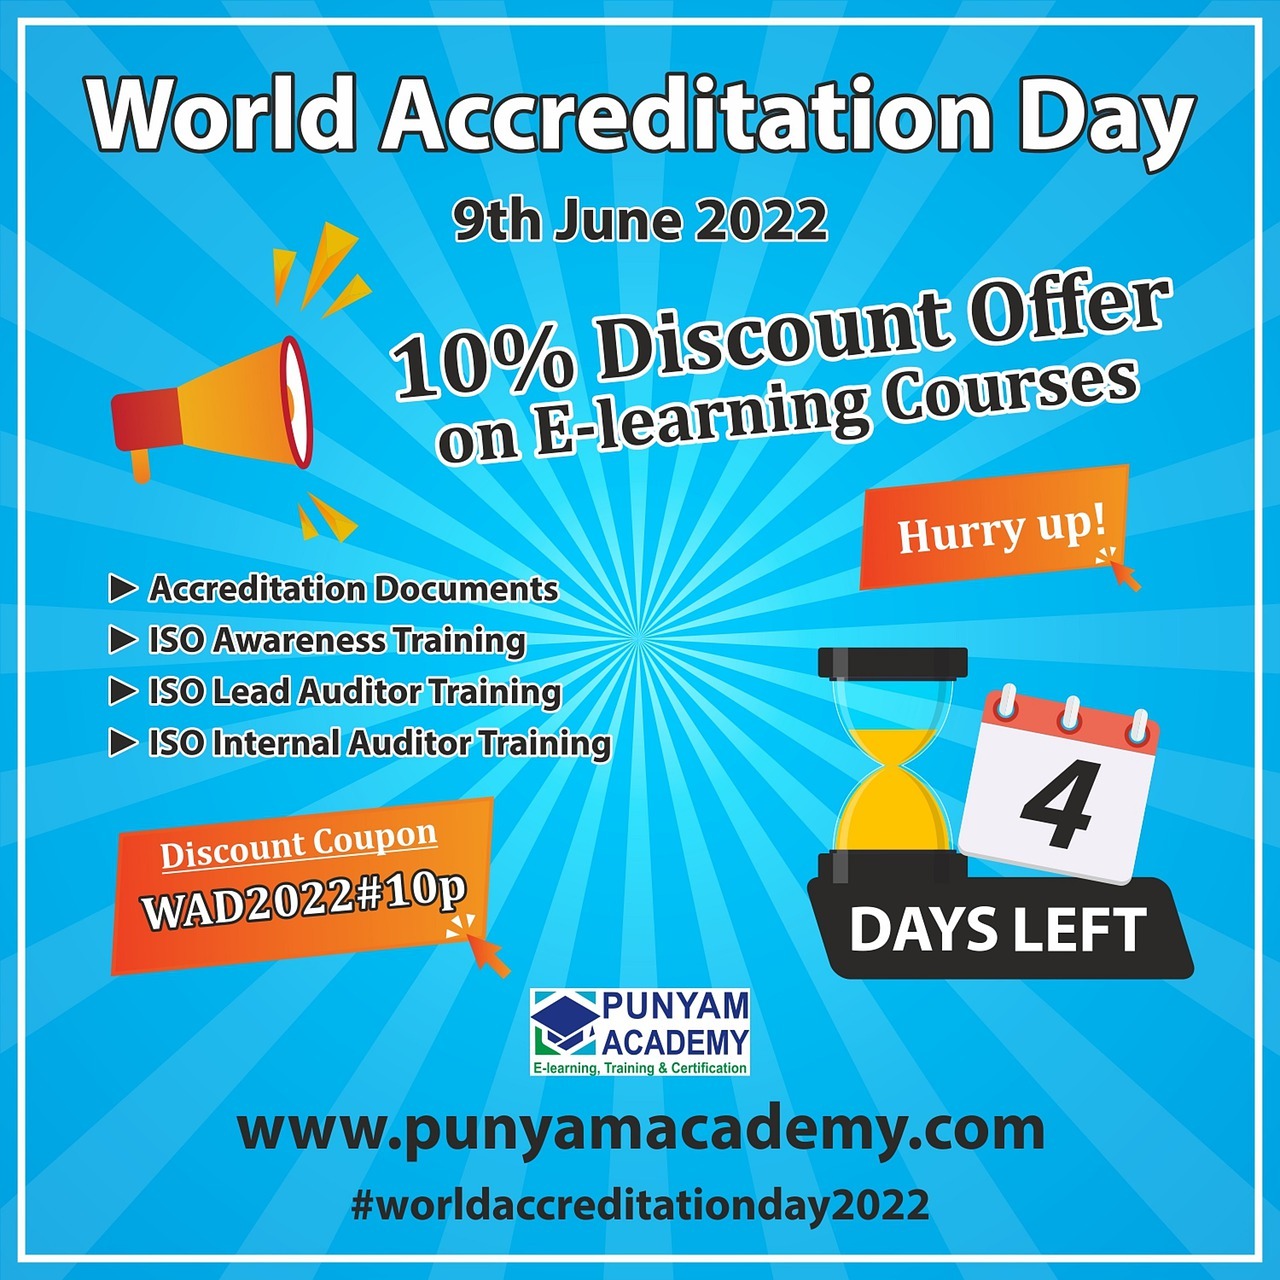 World Accreditation Day
9th June 2022
10% Discount Offer
on E-learning Courses
Hurry up!
▶ Accreditation Documents
▶ ISO Awareness Training
▶ ISO Lead Auditor Training
▶ ISO Internal Auditor Training
4
DAYS LEFT
Discount Coupon
WAD2022#10p
PUNYAM
ACADEMY
E-learning, Training & Certification
www.punyamacademy.com
#worldaccreditationday2022